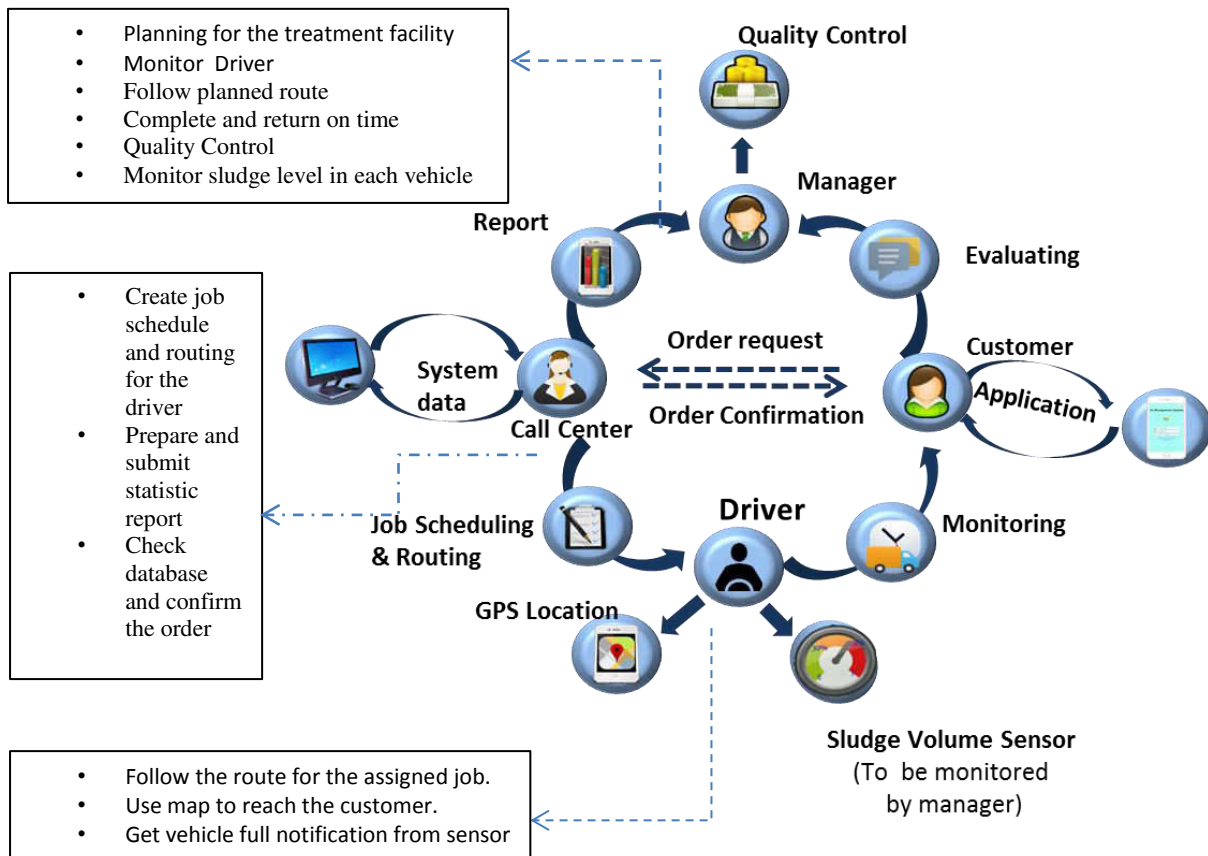 • Planning for the treatment facility
• Monitor Driver
• Follow planned route
• Complete and return on time
• Quality Control
• Monitor sludge level in each vehicle
Quality Control
Manager
Report
Evaluating
• Create job
schedule
and routing
for the
driver
• Prepare and
submit
statistic
report
• Check
database
and confirm
the order
System
data
Call Center
Order request
Order Confirmation
Customer
Application
Job Scheduling
& Routing
Driver
Monitoring
GPS Location
Sludge Volume Sensor
(To be monitored
by manager)
• Follow the route for the assigned job.
• Use map to reach the customer.
• Get vehicle full notification from sensor